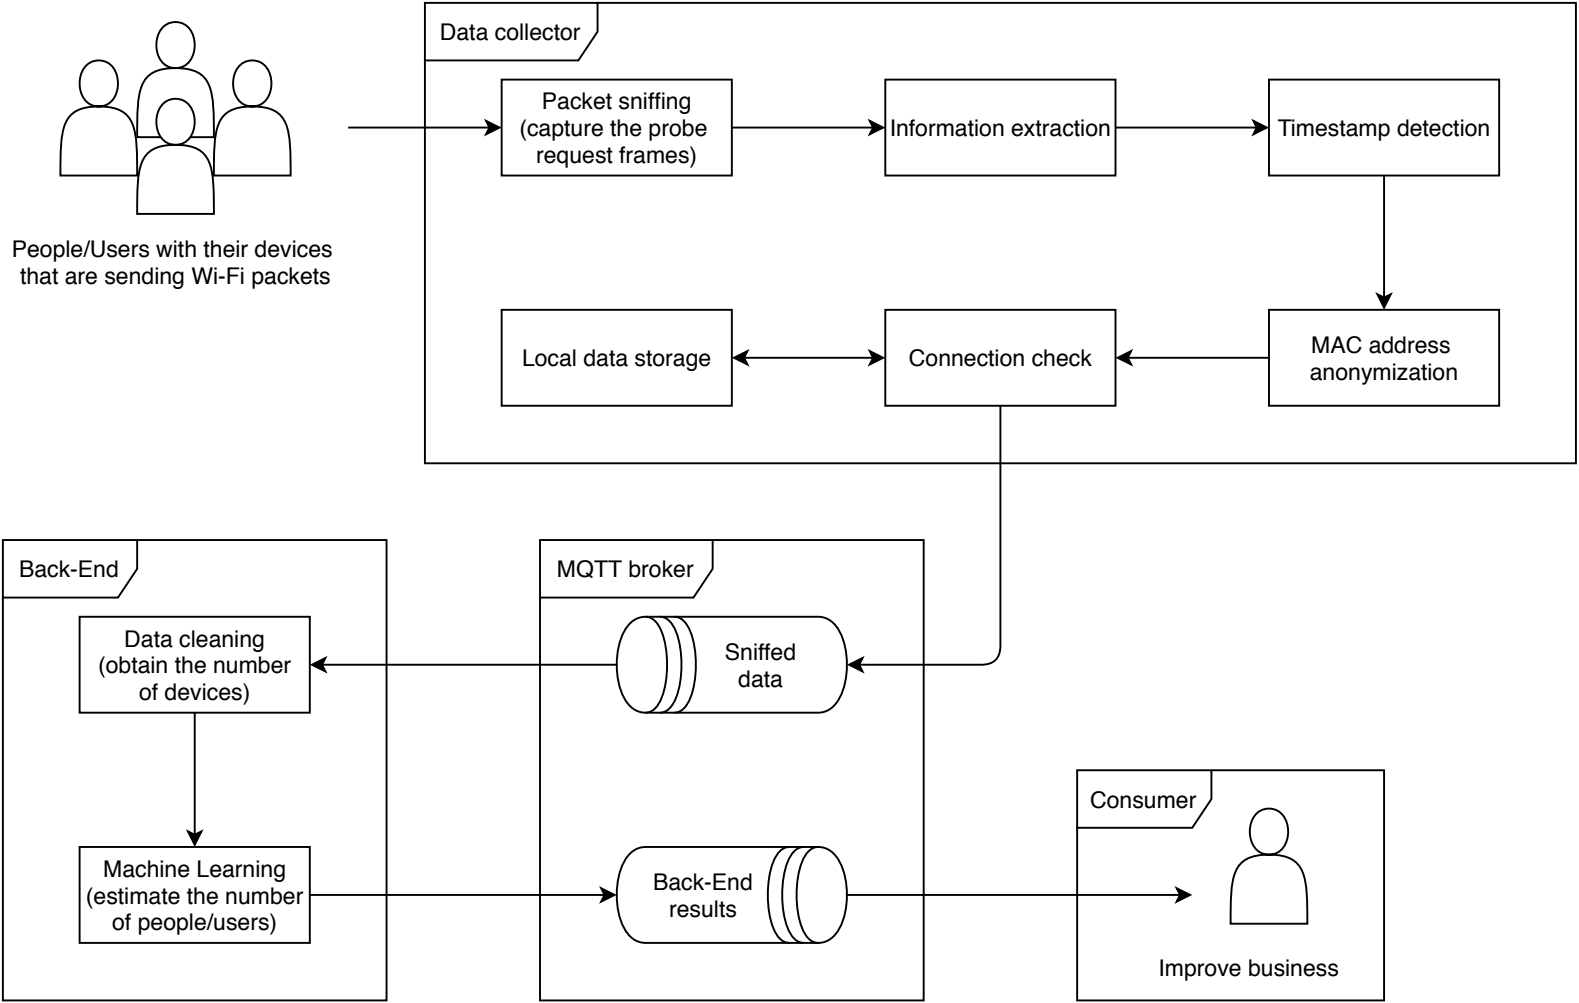 Data collector
Packet sniffing
(capture the probe
request frames)
Information extraction
Timestamp detection
People/Users with their devices
that are sending Wi-Fi packets
Local data storage
Connection check
MAC address
anonymization
Back-End
MQTT broker
Data cleaning
(obtain the number
of devices)
Sniffed
data
Consumer
Machine Learning
(estimate the number
of people/users)
Back-End
results
Improve business